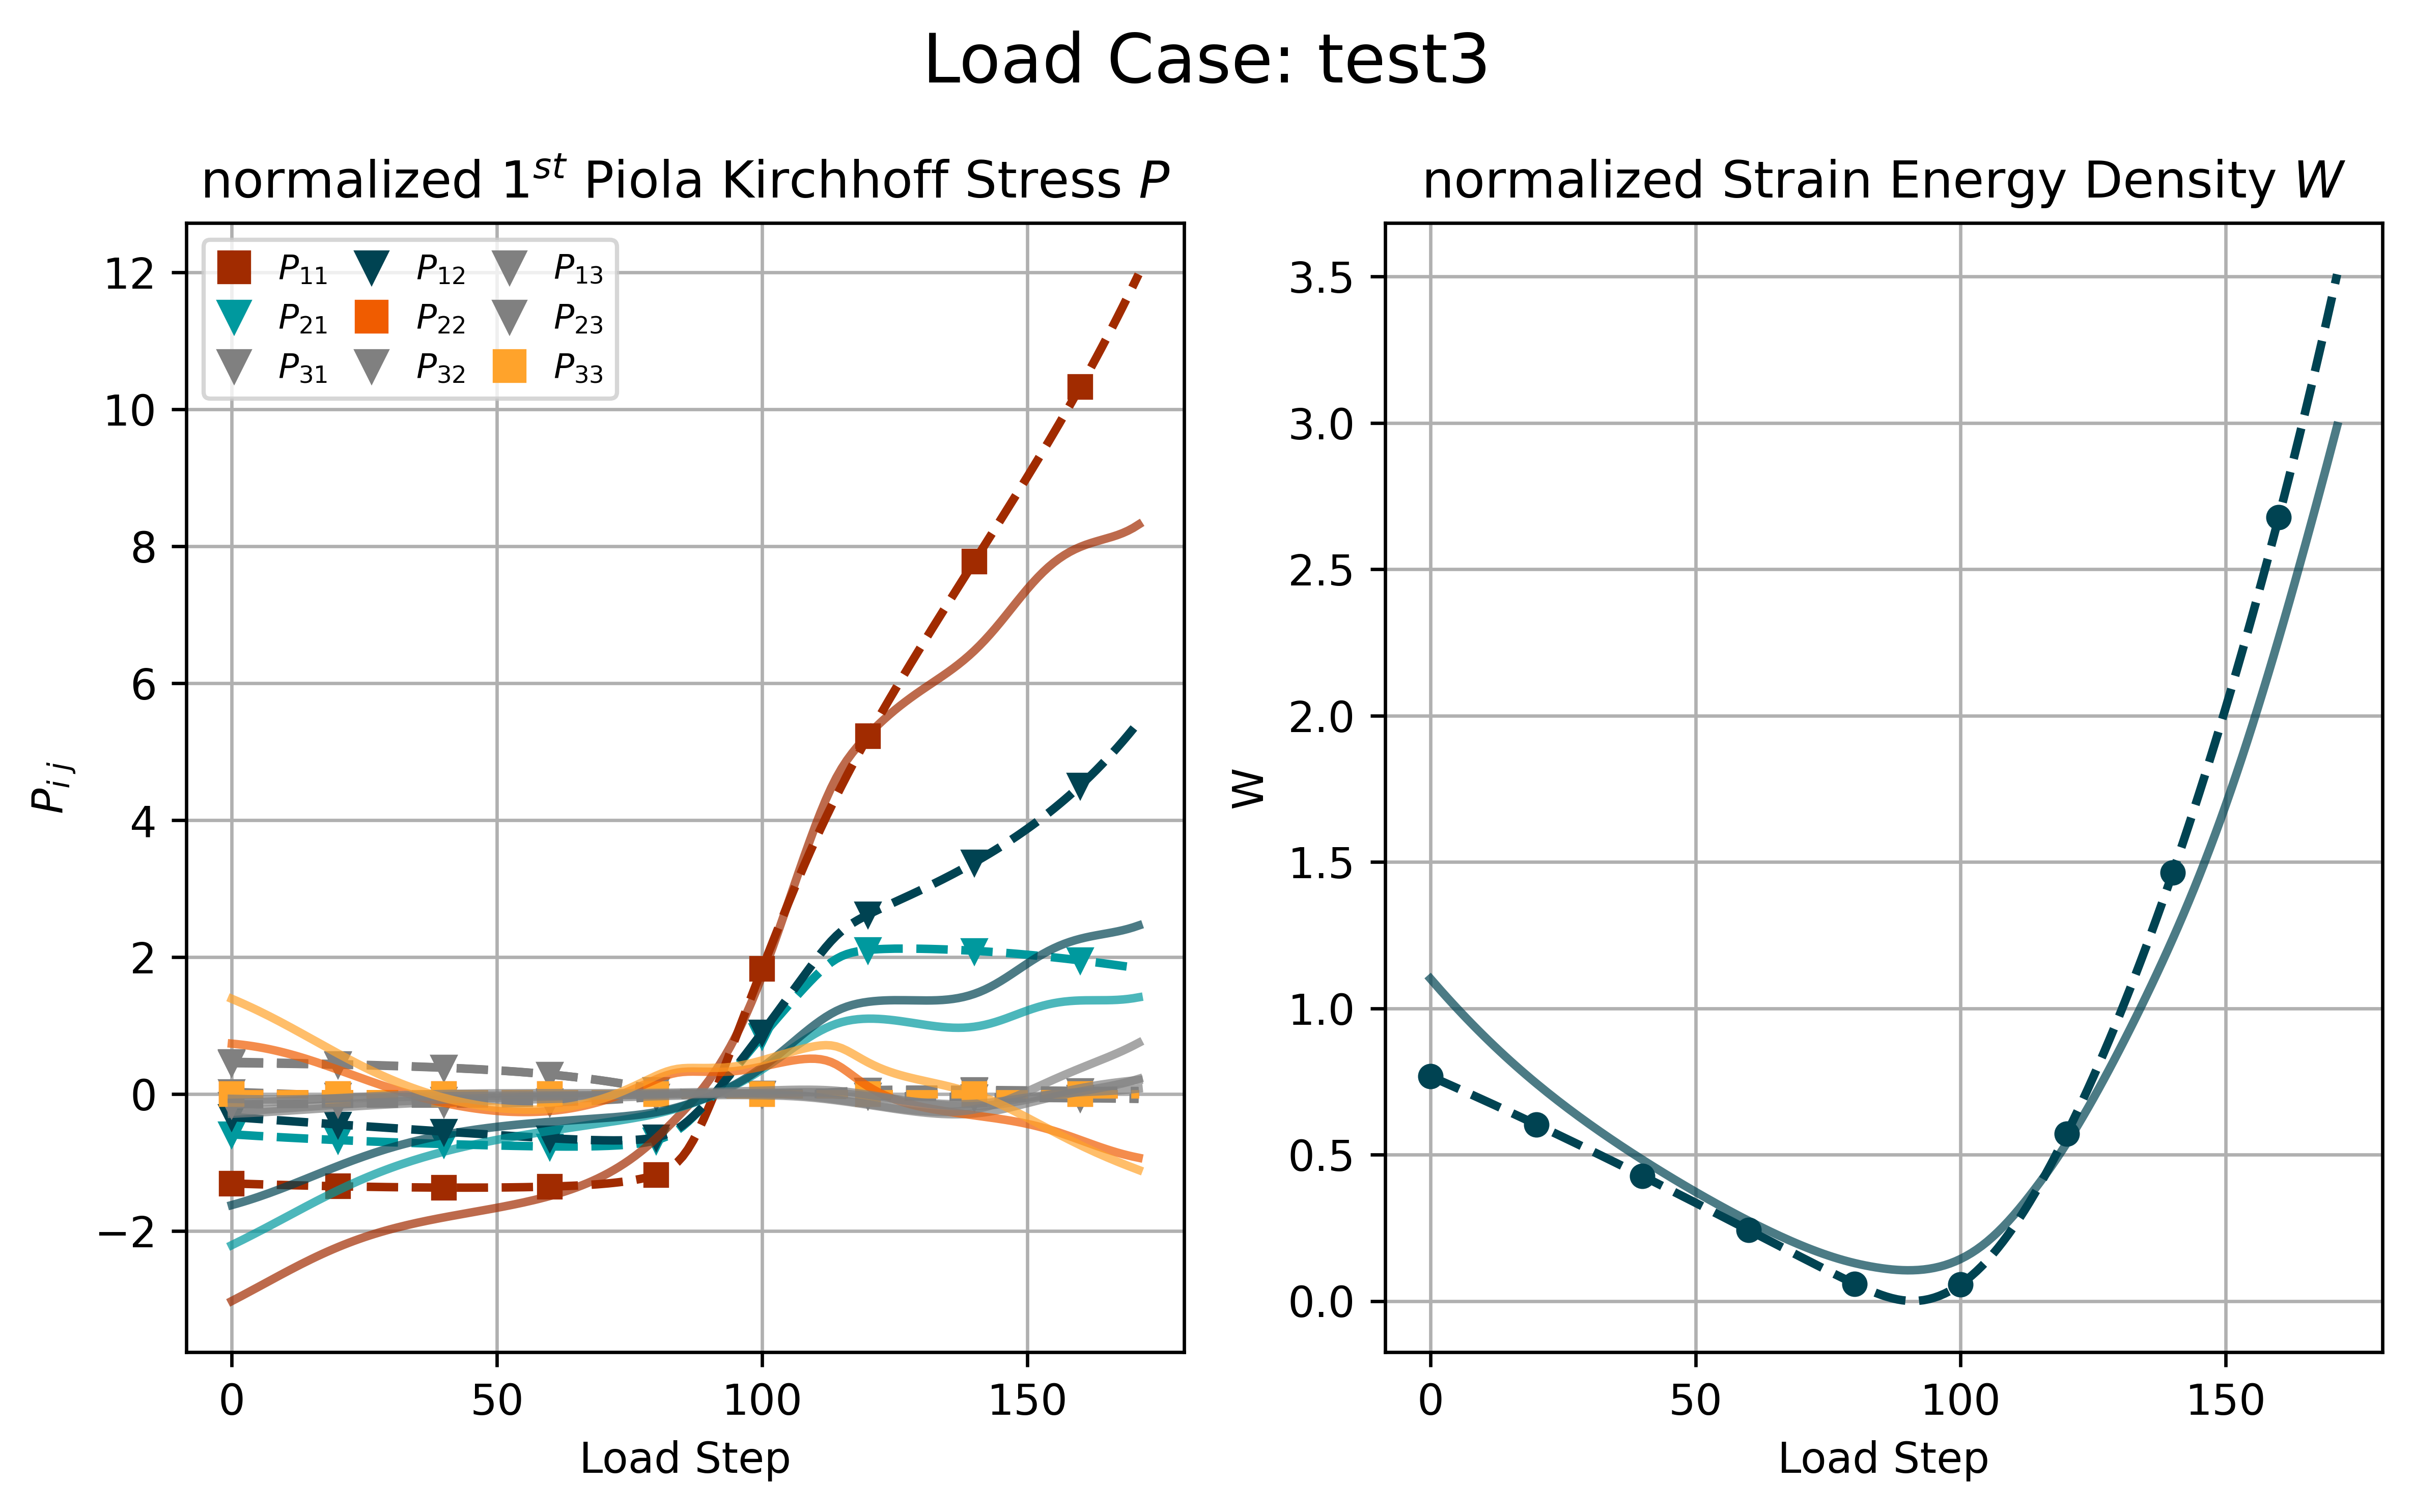 Load Case: test3
normalized 1st Piola Kirchhoff Stress P
P11 P12 P13
P21 P22 P23
P31 P32 P33
12
10
8
6
4
2
0
−2
Pi j
0 50 100 150
Load Step
normalized Strain Energy Density W
3.5
3.0
2.5
2.0
1.5
1.0
0.5
0.0
W
0 50 100 150
Load Step